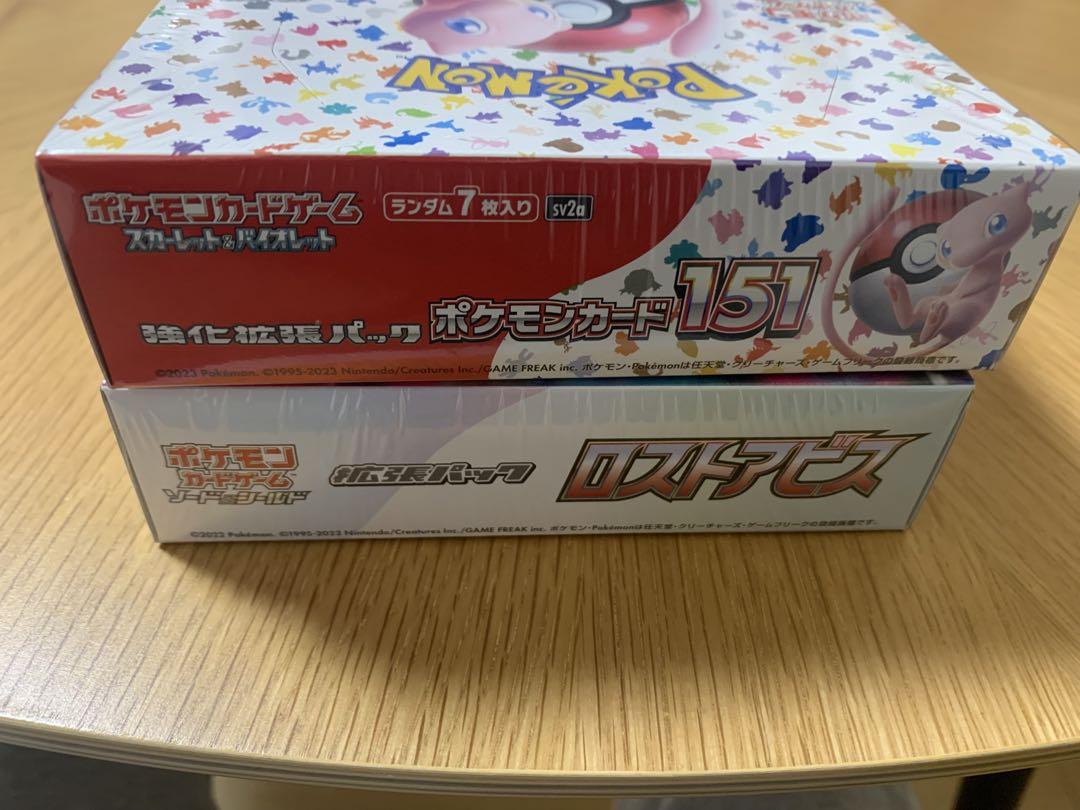 POKéMON
ポケモンカードゲーム
スカーレット&バイオレット
ランダム7枚入り
sv2a
強化拡張パック
ポケモンカード151
©2023 Pokémon. ©1995-2023 Nintendo/Creatures Inc./GAME FREAK inc. ポケモン・Pokémonは任天堂・クリーチャーズ・ゲームフリークの登録商標です。
ポケモン
カードゲーム
ソード&シールド
拡張パック
ロストアビス
©2022 Pokémon. ©1995-2022 Nintendo/Creatures Inc./GAME FREAK inc. ポケモン・Pokémonは任天堂・クリーチャーズ・ゲームフリークの登録商標です。